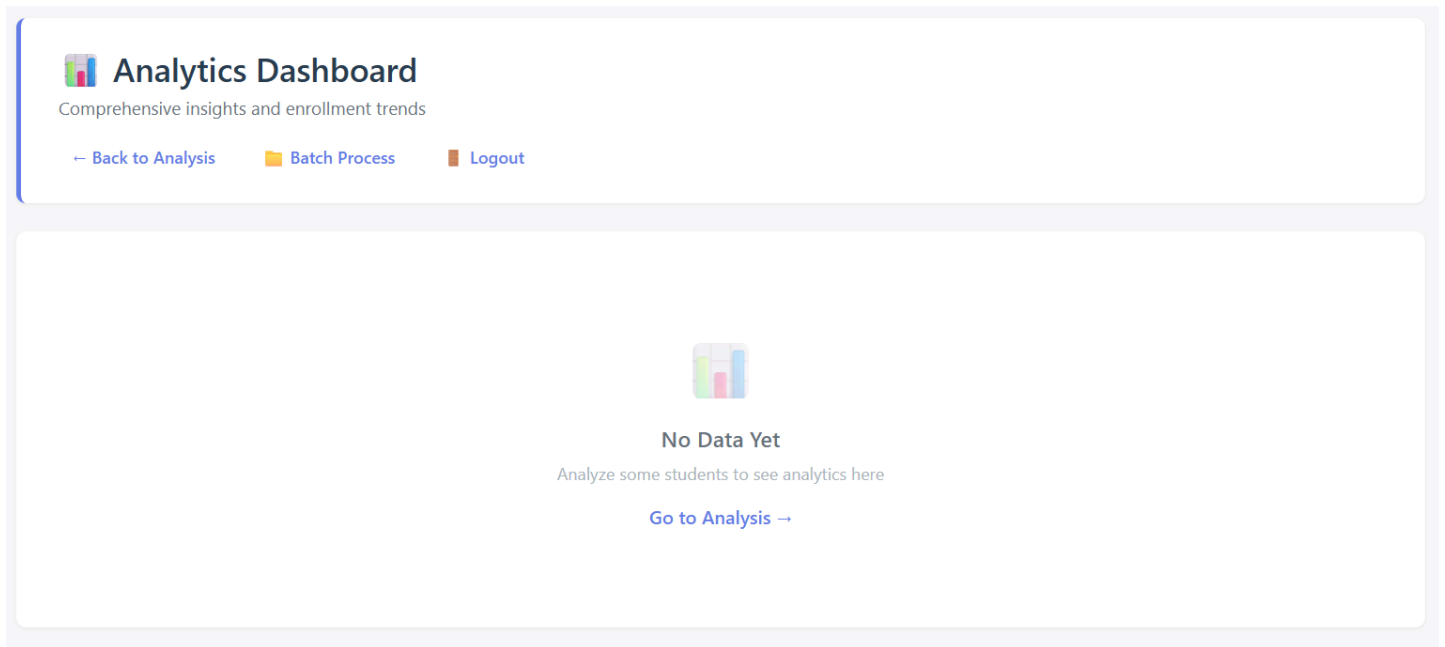 Analytics Dashboard
Comprehensive insights and enrollment trends
← Back to Analysis Batch Process Logout
No Data Yet
Analyze some students to see analytics here
Go to Analysis →